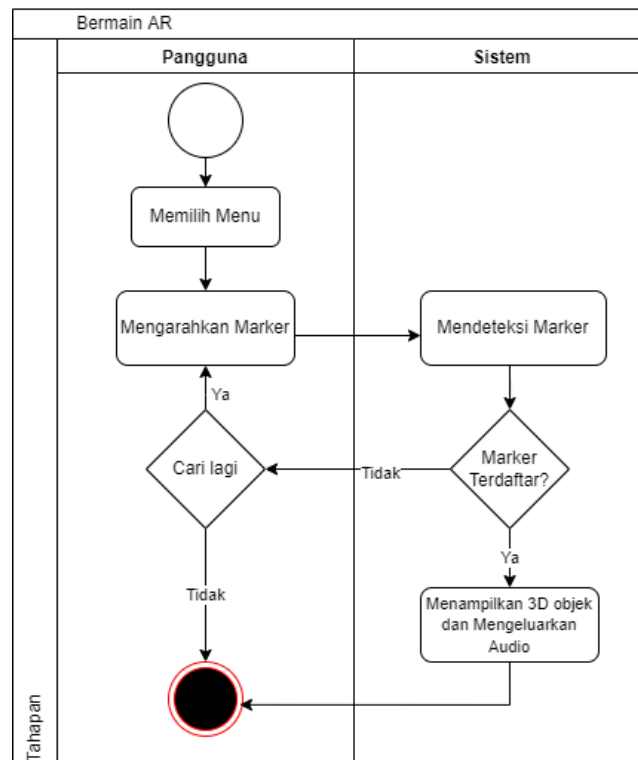 Bermain AR
Pangguna
Sistem
Memilih Menu
Mengarahkan Marker
Mendeteksi Marker
Ya
Cari lagi
Tidak
Marker
Terdaftar?
Ya
Tidak
Menampilkan 3D objek
dan Mengeluarkan
Audio
Tahapan